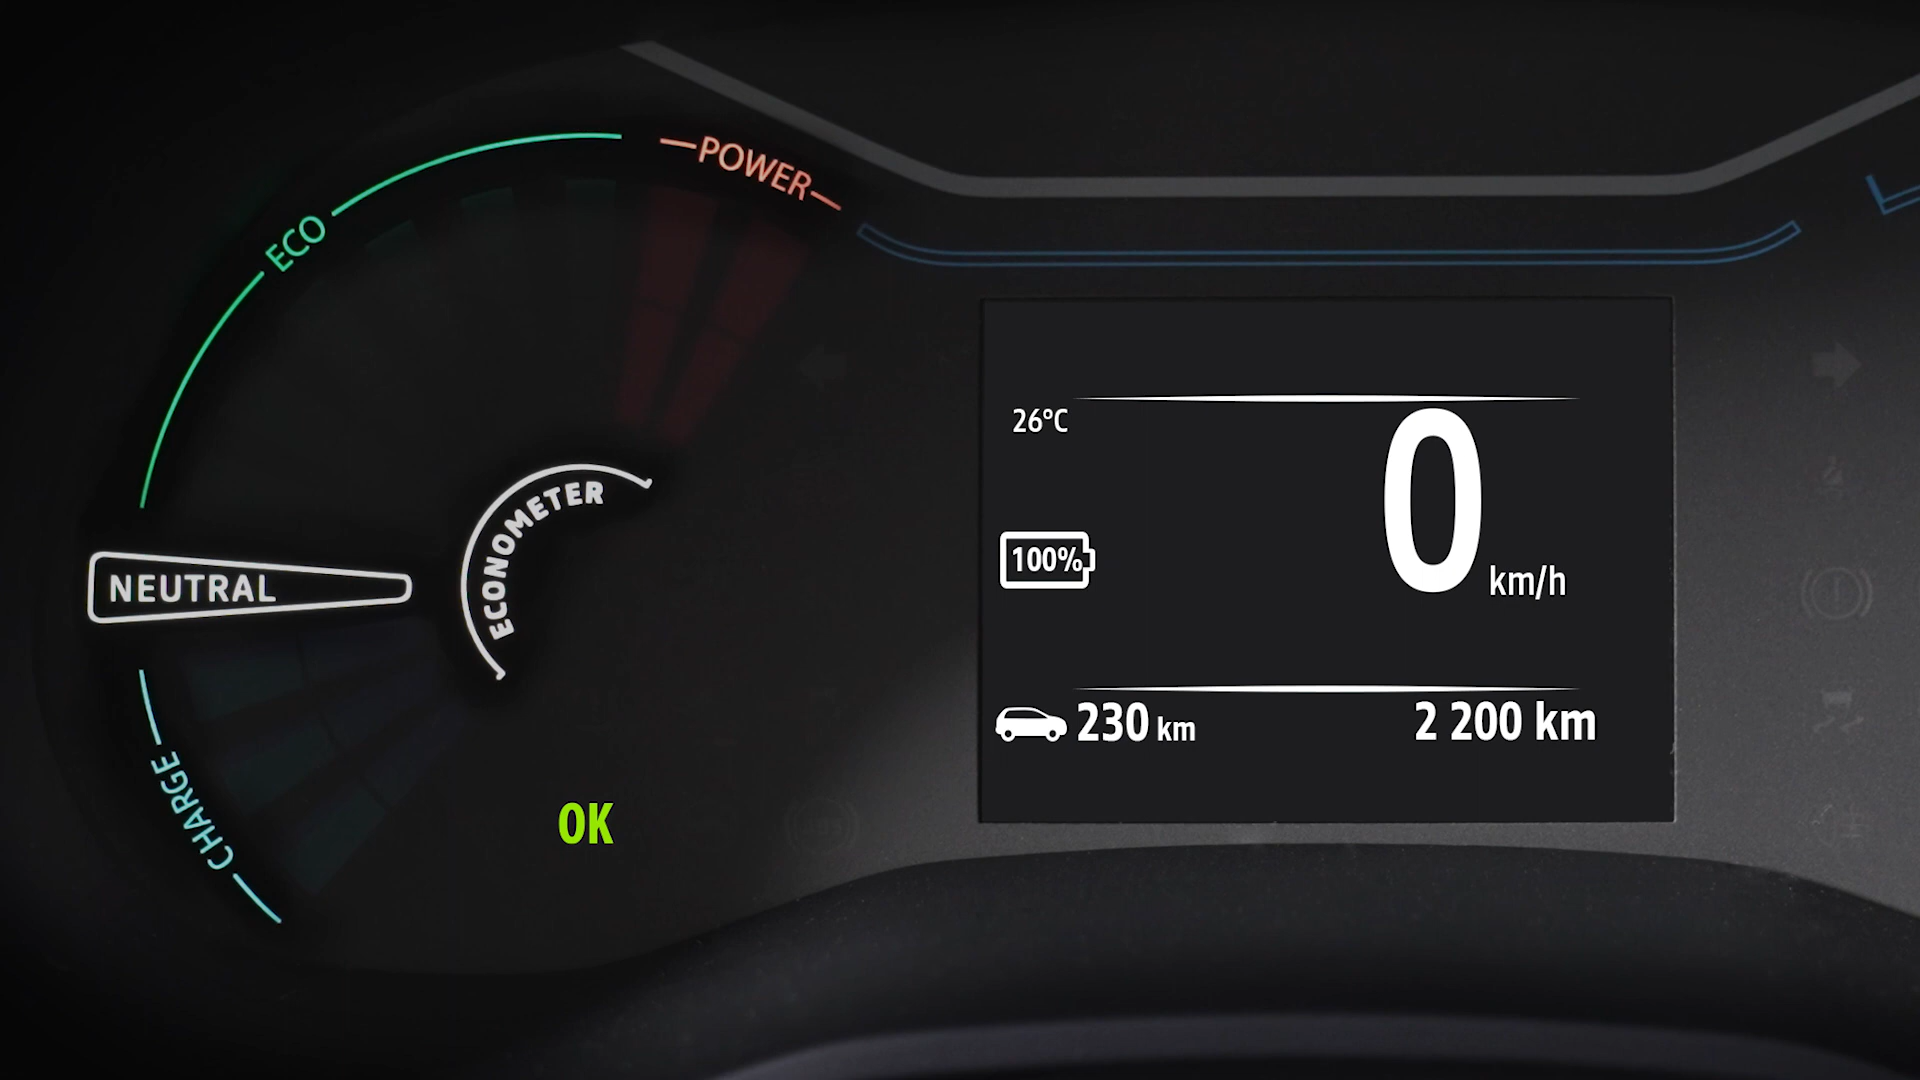 POWER
ECO
NEUTRAL
ECONOMETER
CHARGE
OK
26°C
0 km/h
100%
230 km
2 200 km